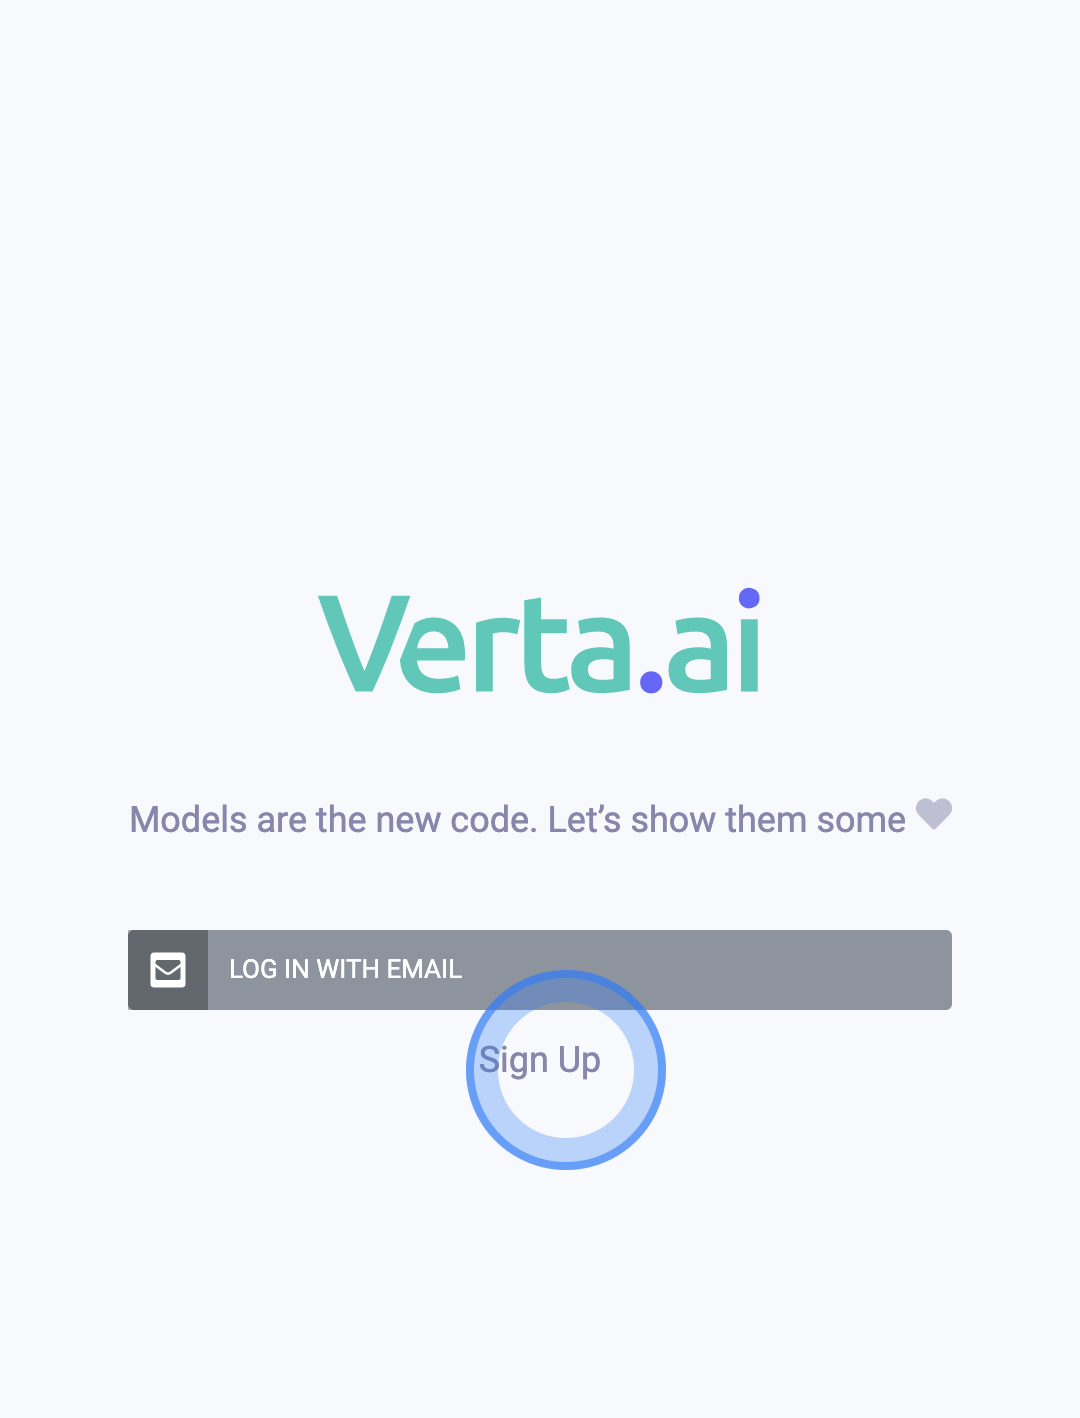 Verta.ai
Models are the new code. Let’s show them some
LOG IN WITH EMAIL
Sign Up